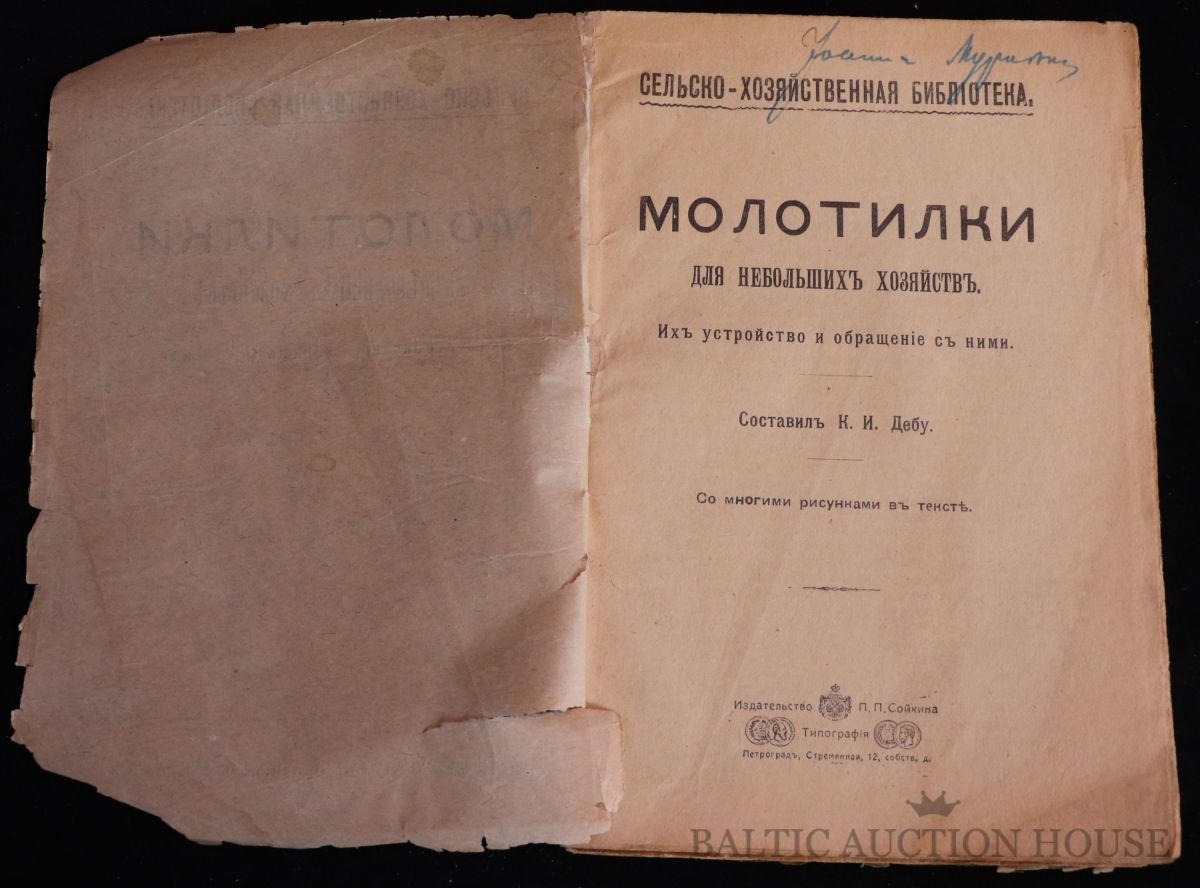 СЕЛЬСКО-ХОЗЯЙСТВЕННАЯ БИБЛІОТЕКА.
МОЛОТИЛКИ
ДЛЯ НЕБОЛЬШИХЪ ХОЗЯЙСТВЪ.
Ихъ устройство и обращеніе съ ними.
Составилъ К. И. Дебу.
Со многими рисунками въ текстѣ.
Издательство П. П. Сойкина
Типографія
Петроградъ, Стремянная, 12, собств. д.
BALTIC AUCTION HOUSE